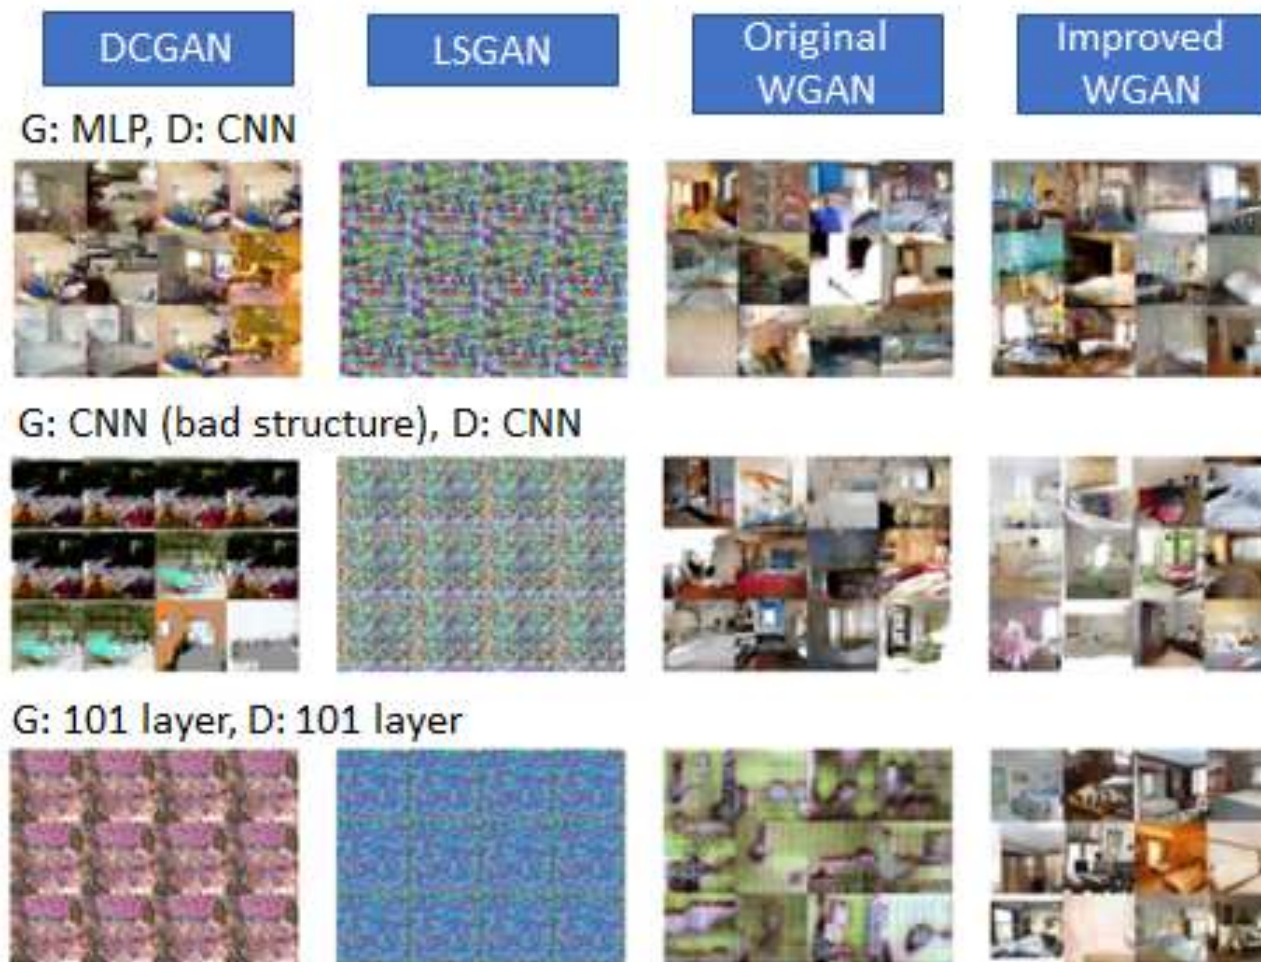 DCGAN
LSGAN
Original
WGAN
Improved
WGAN
G: MLP, D: CNN
G: CNN (bad structure), D: CNN
G: 101 layer, D: 101 layer